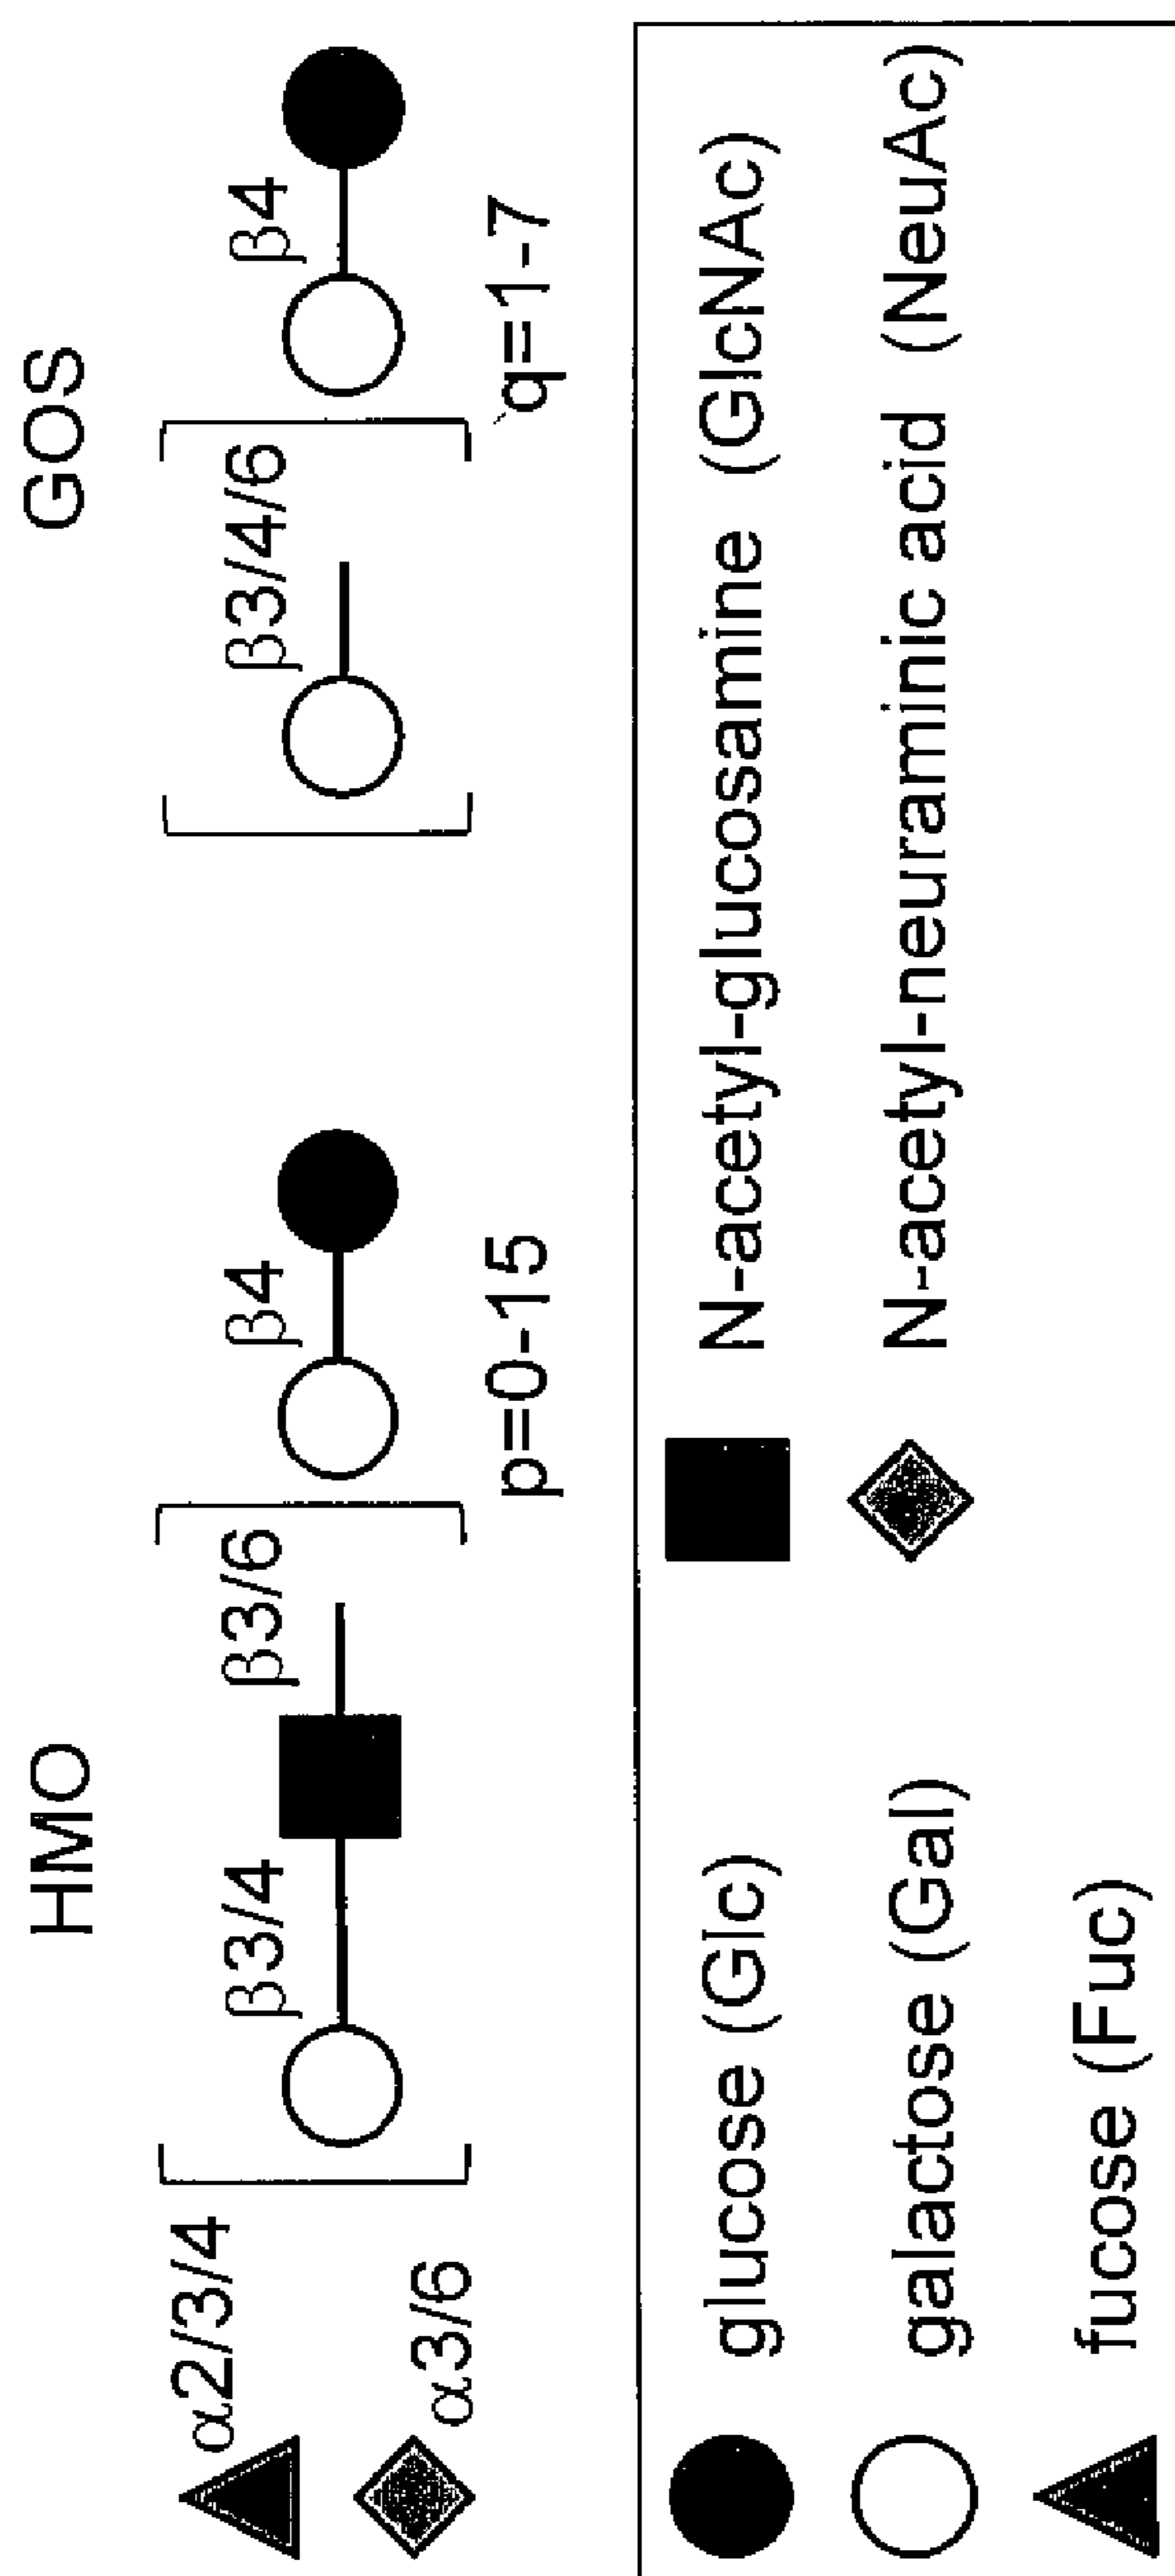 HMO
GOS
α2/3/4
β3/4
β3/6
β4
β3/4/6
β4
α3/6
p=0-15
q=1-7
glucose (Glc)
N-acetyl-glucosamine (GlcNAc)
galactose (Gal)
N-acetyl-neuraminic acid (NeuAc)
fucose (Fuc)